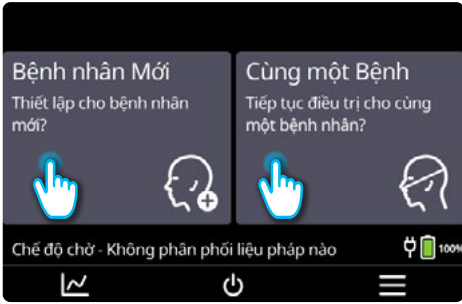 Bệnh nhân Mới
Thiết lập cho bệnh nhân
mới?
Cùng một Bệnh
Tiếp tục điều trị cho cùng
một bệnh nhân?
Chế độ chờ - Không phân phối liệu pháp nào
100%